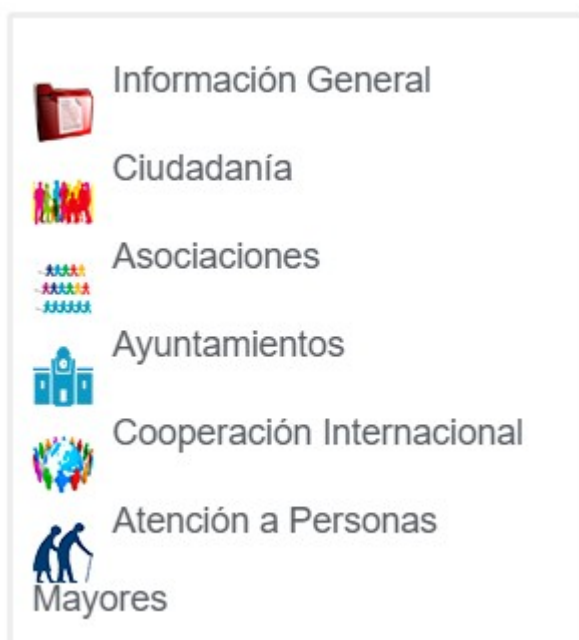 Información General
Ciudadanía
Asociaciones
Ayuntamientos
Cooperación Internacional
Atención a Personas
Mayores